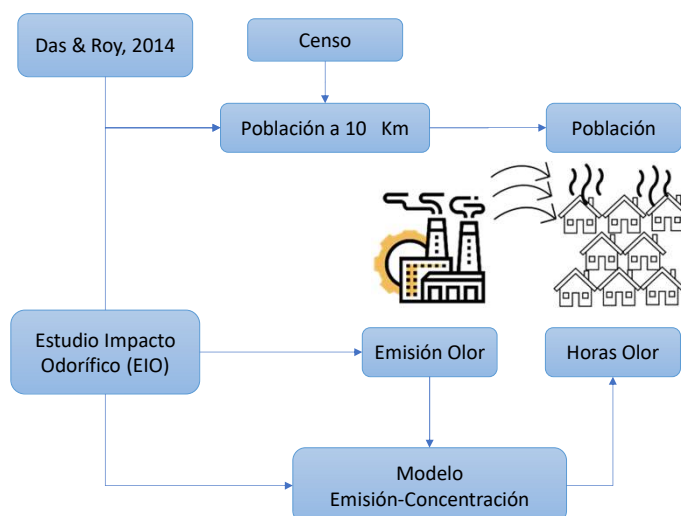 Das & Roy, 2014
Censo
Población a 10 Km
Población
Estudio Impacto
Odorífico (EIO)
Emisión Olor
Horas Olor
Modelo
Emisión-Concentración